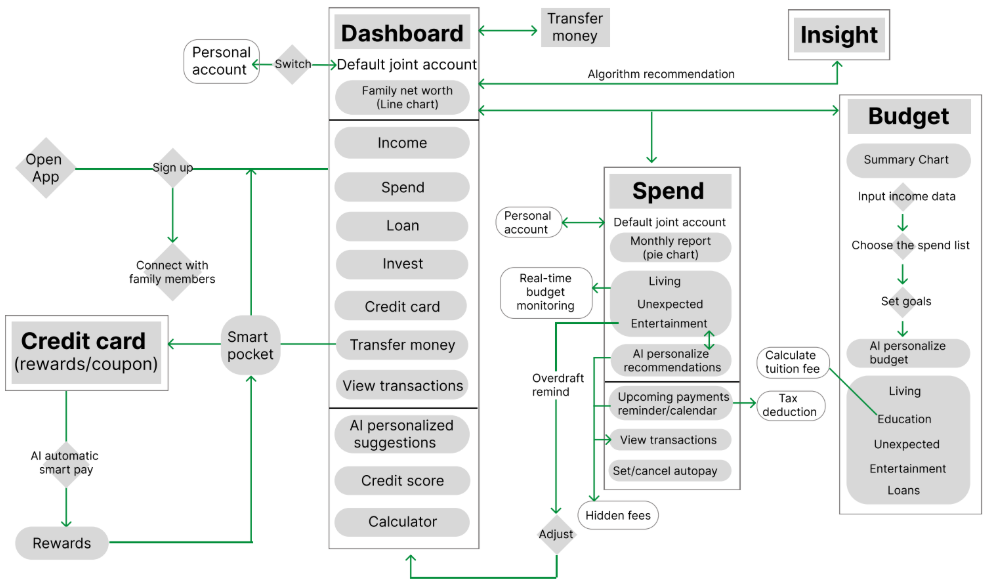 Dashboard
Default joint account
Family net worth
(Line chart)
Income
Spend
Loan
Invest
Credit card
Transfer money
View transactions
AI personalized
suggestions
Credit score
Calculator
Transfer
money
Personal
account
Switch
Open
App
Sign up
Connect with
family members
Credit card
(rewards/coupon)
Smart
pocket
AI automatic
smart pay
Rewards
Algorithm recommendation
Insight
Spend
Default joint account
Monthly report
(pie chart)
Living
Unexpected
Entertainment
AI personalize
recommendations
Upcoming payments
reminder/calendar
View transactions
Set/cancel autopay
Personal
account
Real-time
budget
monitoring
Overdraft
remind
Adjust
Hidden fees
Tax
deduction
Calculate
tuition fee
Budget
Summary Chart
Input income data
Choose the spend list
Set goals
AI personalize
budget
Living
Education
Unexpected
Entertainment
Loans